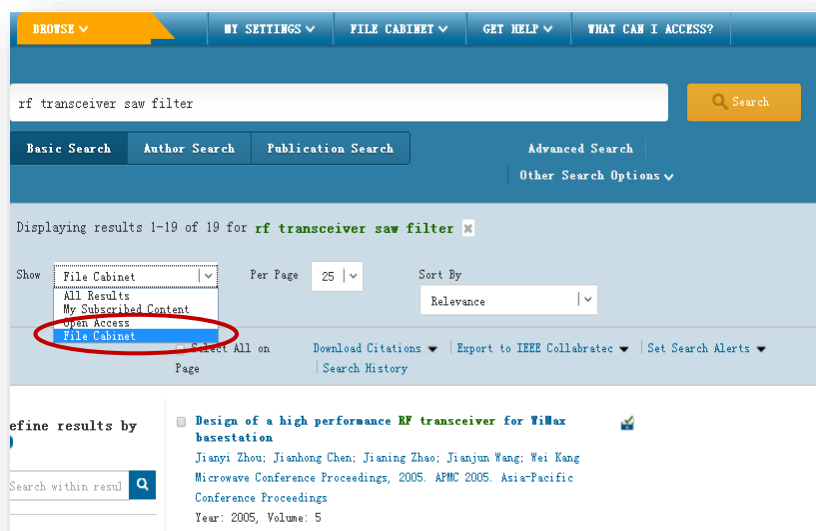 BROWSE
MY SETTINGS
FILE CABINET
GET HELP
WHAT CAN I ACCESS?
rf transceiver saw filter
Search
Basic Search
Author Search
Publication Search
Advanced Search
Other Search Options
Displaying results 1-19 of 19 for rf transceiver saw filter
Show
File Cabinet
Per Page
25
Sort By
Relevance
All Results
My Subscribed Content
Open Access
File Cabinet
Select All on
Page
Download Citations
Export to IEEE Collabratec
Set Search Alerts
Search History
efine results by
Search within resul
Design of a high performance RF transceiver for WiMax
basestation
Jianyi Zhou; Jianhong Chen; Jianing Zhao; Jianjun Wang; Wei Kang
Microwave Conference Proceedings, 2005. APMC 2005. Asia-Pacific
Conference Proceedings
Year: 2005, Volume: 5